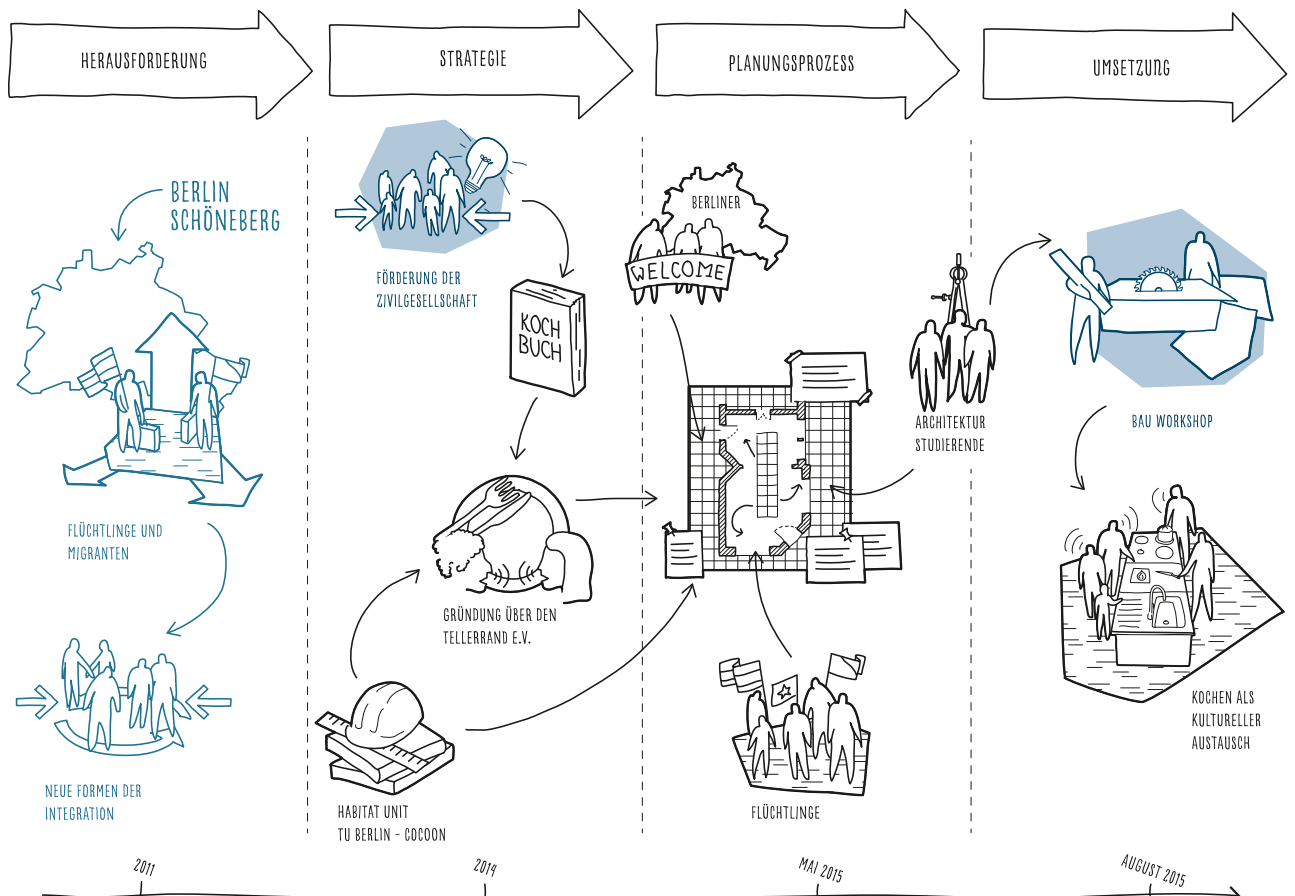 HERAUSFORDERUNG
STRATEGIE
PLANUNGSPROZESS
UMSETZUNG
BERLIN
SCHÖNEBERG
FLÜCHTLINGE UND
MIGRANTEN
NEUE FORMEN DER
INTEGRATION
FÖRDERUNG DER
ZIVILGESELLSCHAFT
KOCH
BUCH
GRÜNDUNG ÜBER DEN
TELLERRAND E.V.
HABITAT UNIT
TU BERLIN - COCOON
BERLINER
WELCOME
ARCHITEKTUR
STUDIERENDE
FLÜCHTLINGE
BAU WORKSHOP
KOCHEN ALS
KULTURELLER
AUSTAUSCH
2011
2014
MAI 2015
AUGUST 2015